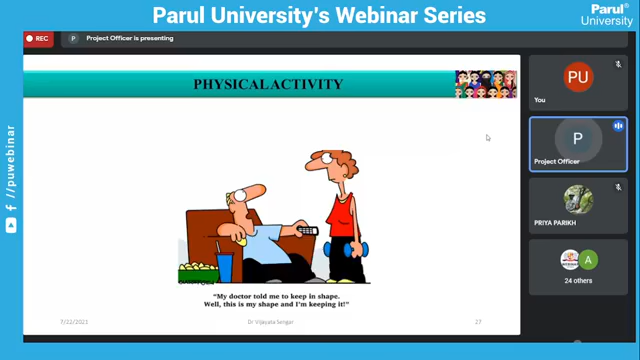 Parul University's Webinar Series
Parul®
University
REC
P
Project Officer is presenting
PHYSICAL ACTIVITY
PU
You
P
Project Officer
PRIYA PARIKH
A
24 others
"My doctor told me to keep in shape.
Well, this is my shape and I'm keeping it!"
7/22/2021
Dr Vijayata Sengar
27
//puwebinar